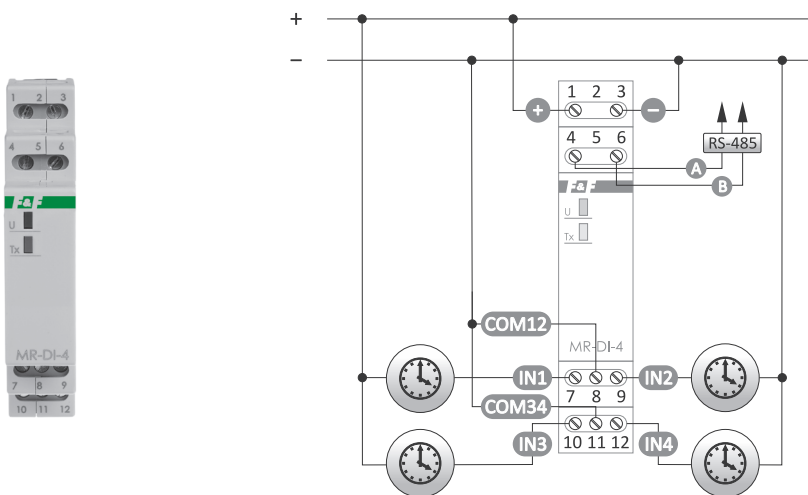 1 2 3
4 5 6
F&F
U
Tx
MR-DI-4
7 8 9
10 11 12
+
−
1 2 3
+ −
4 5 6
RS-485
A
B
F&F
U
Tx
COM12
MR-DI-4
IN1 IN2
7 8 9
COM34
IN3 10 11 12 IN4